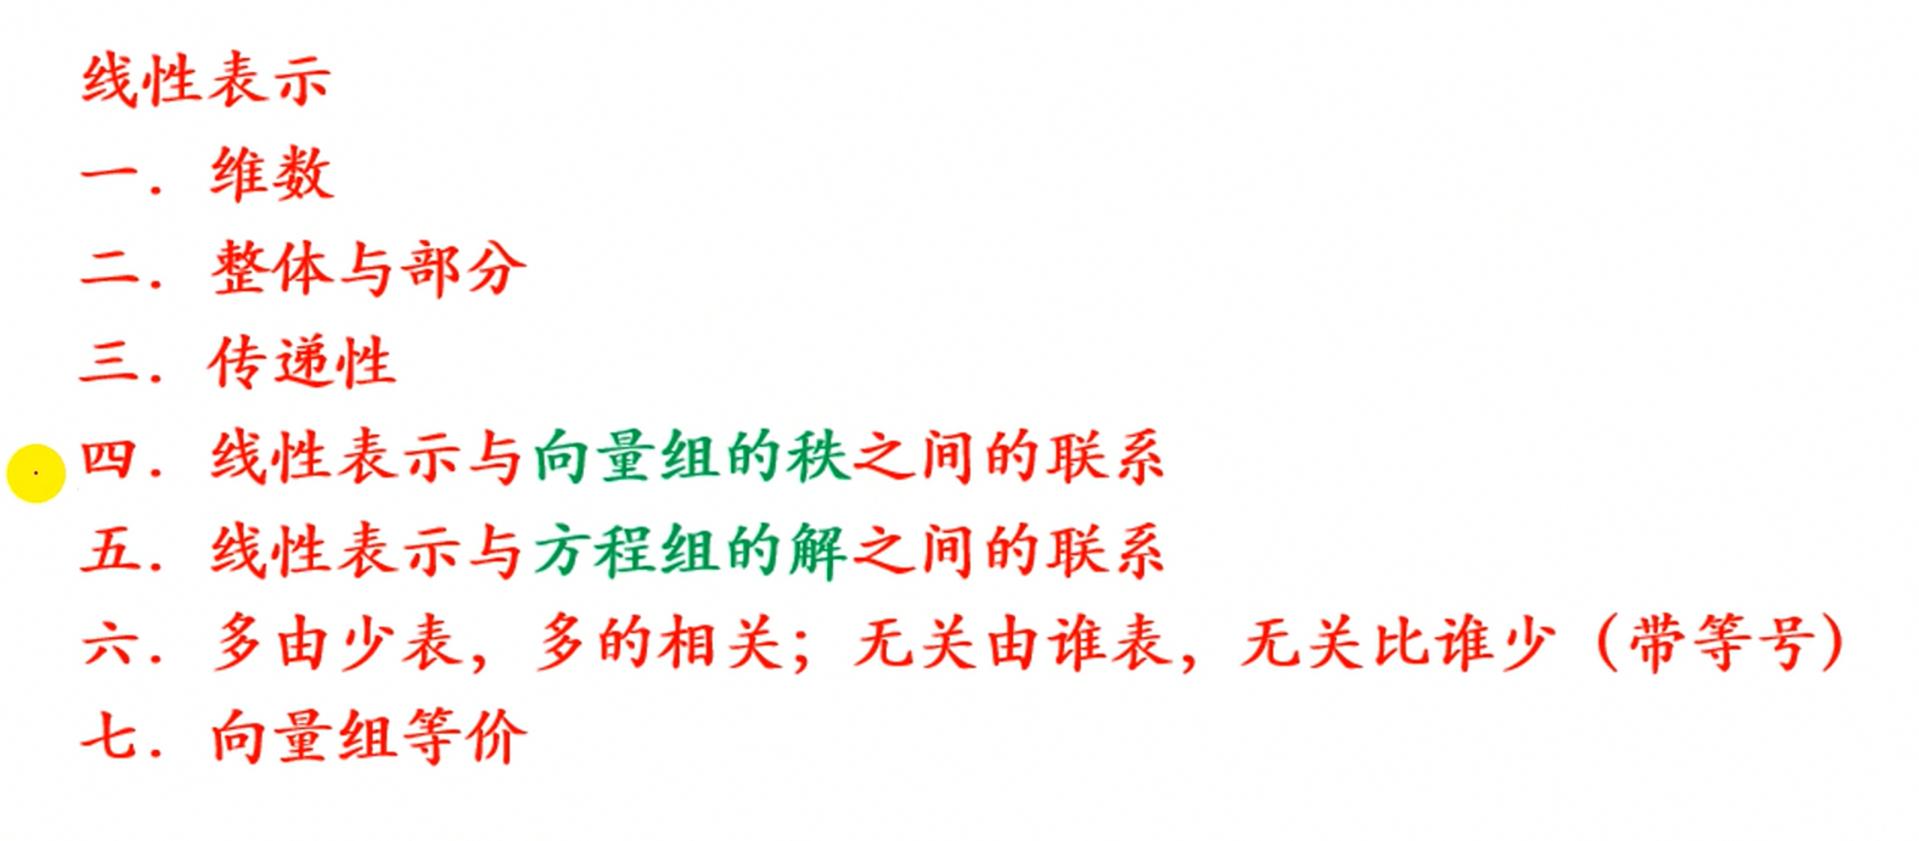 线性表示
一．维数
二．整体与部分
三．传递性
四．线性表示与向量组的秩之间的联系
五．线性表示与方程组的解之间的联系
六．多由少表，多的相关；无关由谁表，无关比谁少（带等号）
七．向量组等价